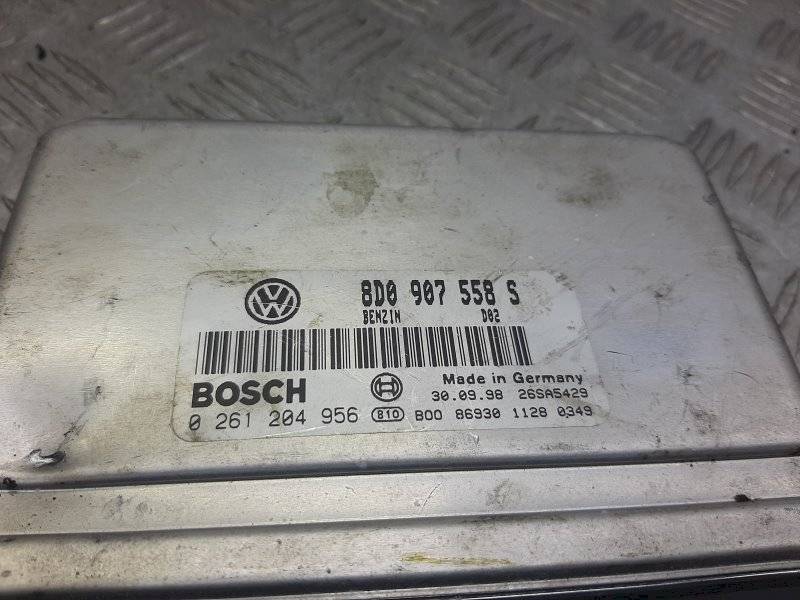 8D0 907 558 S
BENZIN D02
BOSCH Made in Germany
30.09.98 26SA5429
0 261 204 956 810 B00 86930 1128 0349